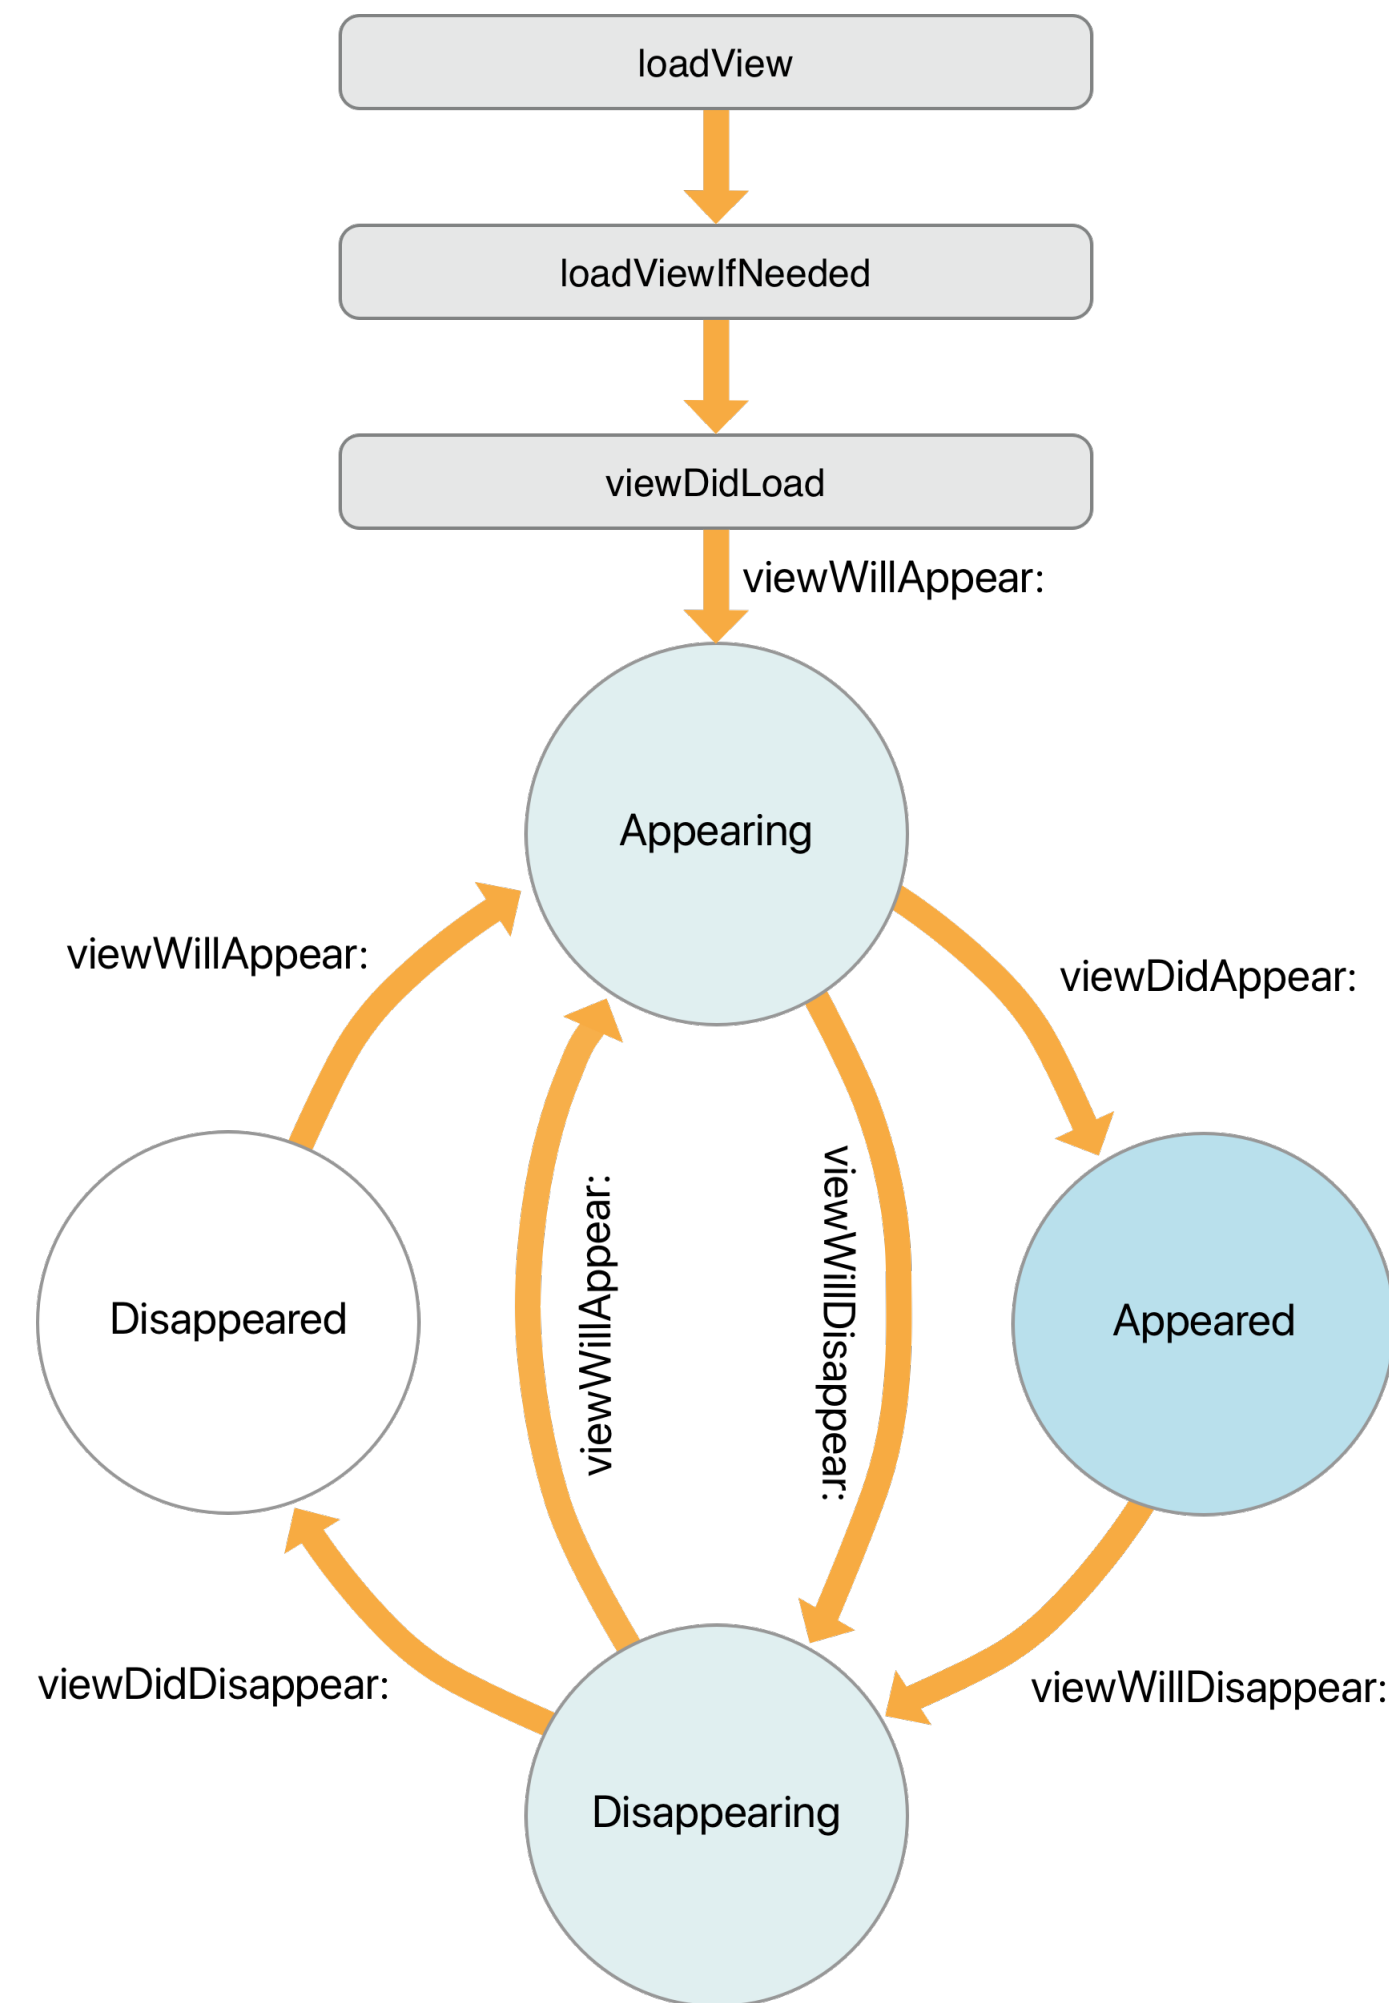 loadView
loadViewIfNeeded
viewDidLoad
viewWillAppear:
Appearing
viewWillAppear:
viewDidAppear:
viewWillAppear:
viewWillDisappear:
Disappeared
Appeared
viewDidDisappear:
viewWillDisappear:
Disappearing